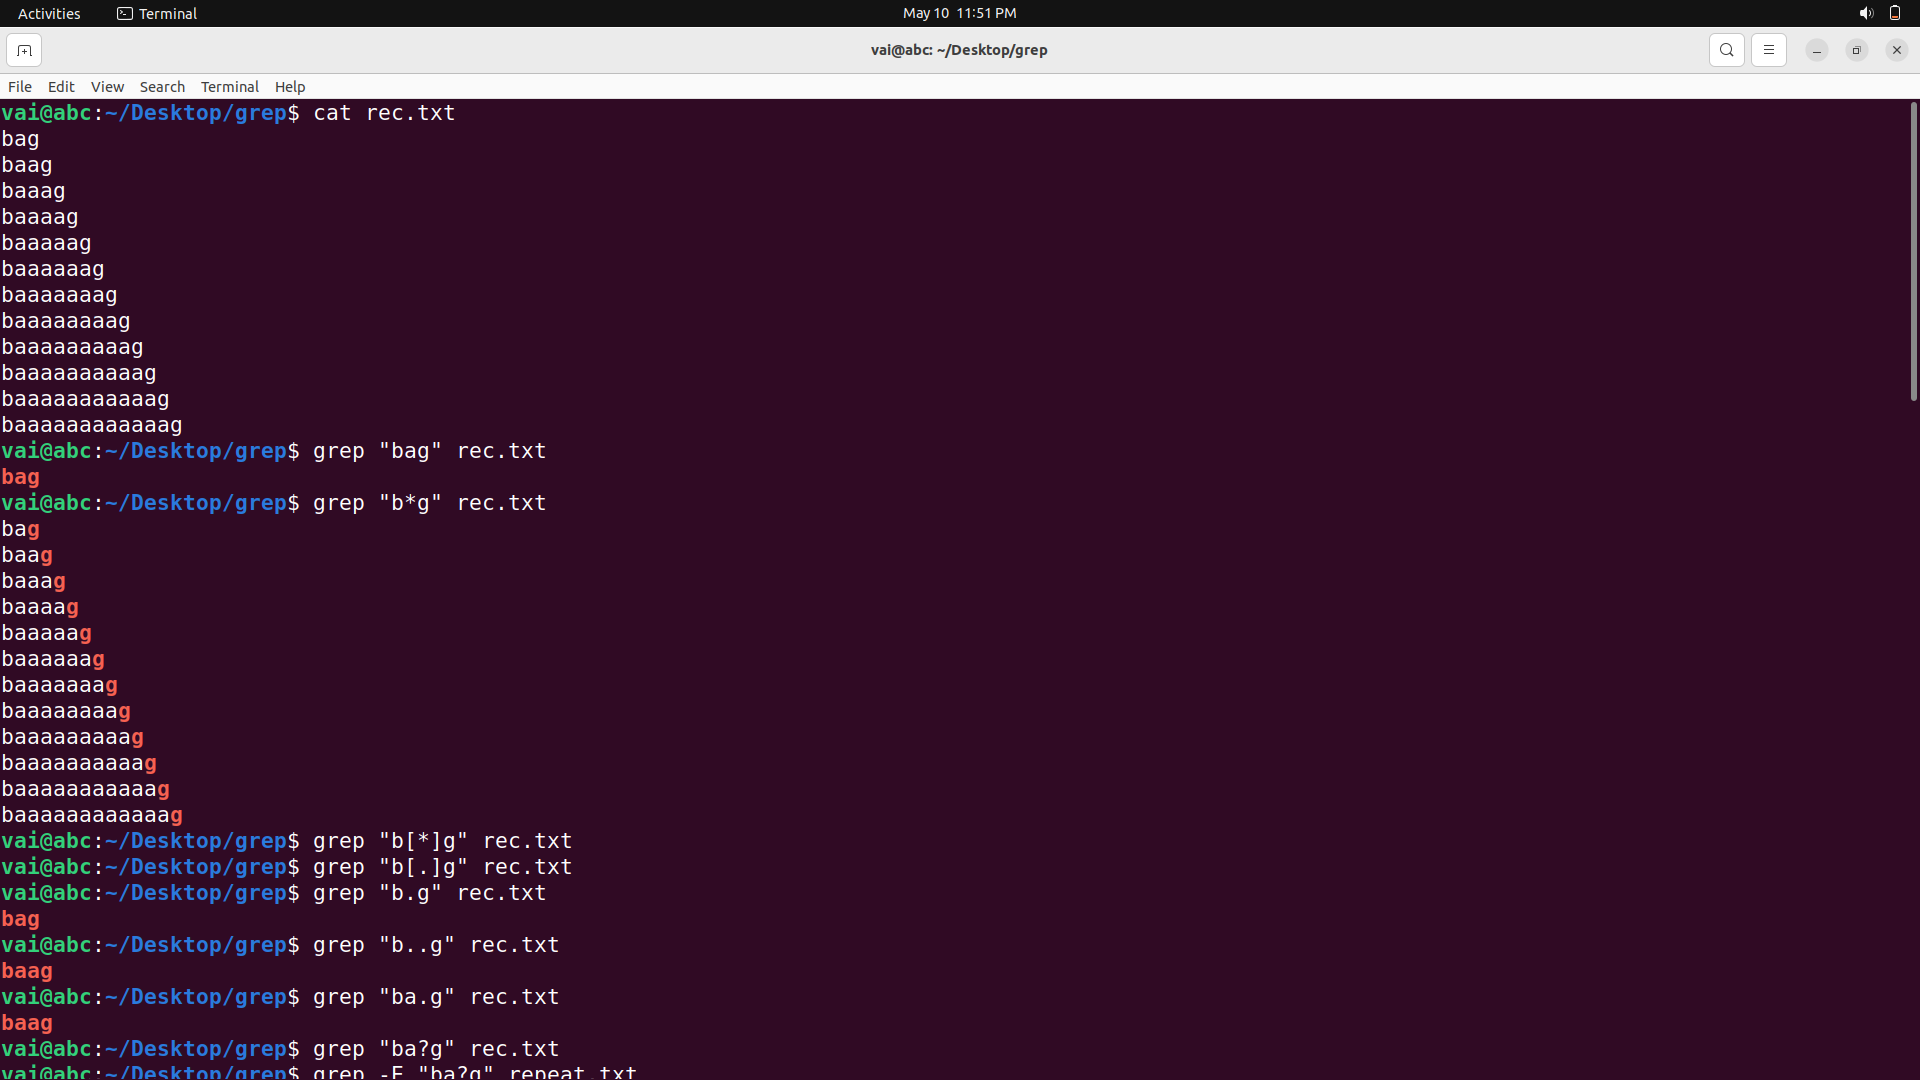 Activities Terminal May 10 11:51 PM
vai@abc: ~/Desktop/grep
File Edit View Search Terminal Help
vai@abc:~/Desktop/grep$ cat rec.txt
bag
baag
baaag
baaaag
baaaaag
baaaaaag
baaaaaaag
baaaaaaaag
baaaaaaaaag
baaaaaaaaaag
baaaaaaaaaaag
baaaaaaaaaaaag
vai@abc:~/Desktop/grep$ grep "bag" rec.txt
bag
vai@abc:~/Desktop/grep$ grep "b*g" rec.txt
bag
baag
baaag
baaaag
baaaaag
baaaaaag
baaaaaaag
baaaaaaaag
baaaaaaaaag
baaaaaaaaaag
baaaaaaaaaaag
baaaaaaaaaaaag
vai@abc:~/Desktop/grep$ grep "b[*]g" rec.txt
vai@abc:~/Desktop/grep$ grep "b[.]g" rec.txt
vai@abc:~/Desktop/grep$ grep "b.g" rec.txt
bag
vai@abc:~/Desktop/grep$ grep "b..g" rec.txt
baag
vai@abc:~/Desktop/grep$ grep "ba.g" rec.txt
baag
vai@abc:~/Desktop/grep$ grep "ba?g" rec.txt
vai@abc:~/Desktop/grep$ grep -E "ba?g" repeat.txt